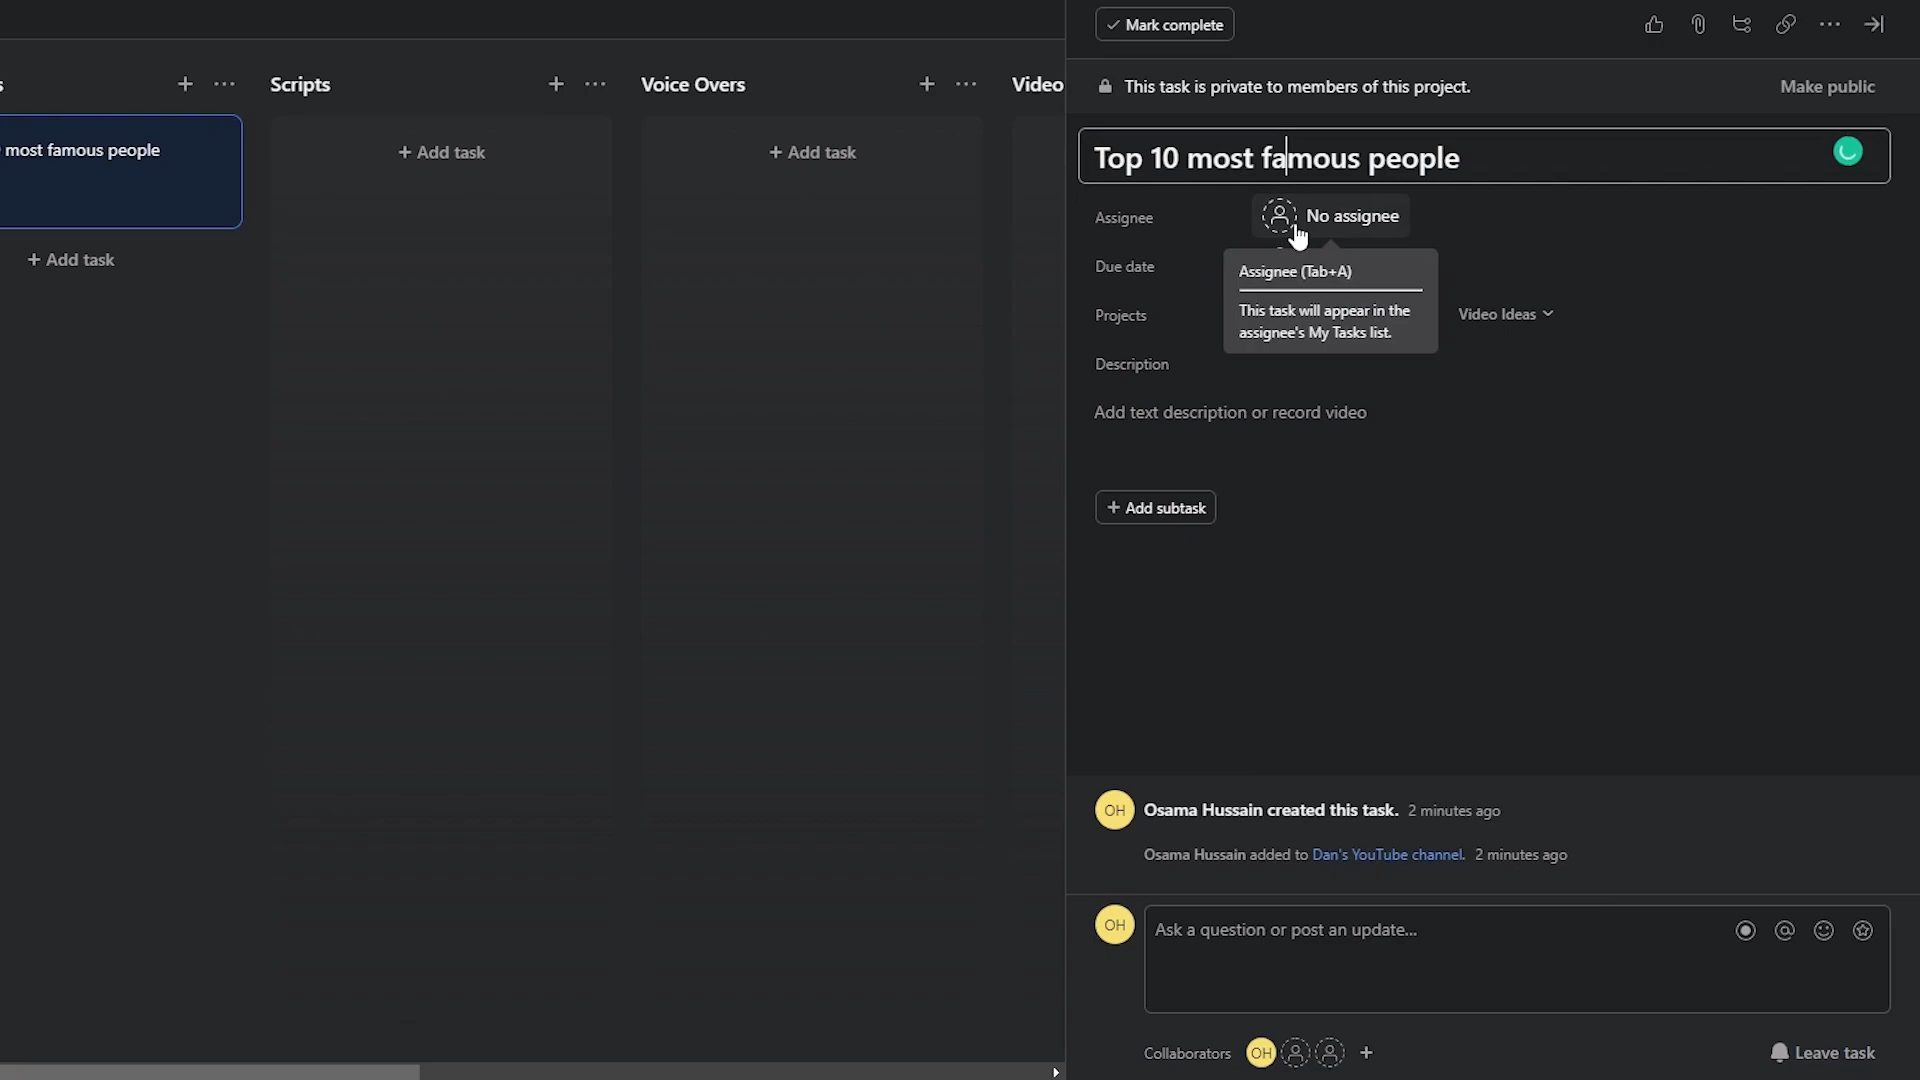 Mark complete
Scripts
Voice Overs
Video
This task is private to members of this project.
Make public
most famous people
+ Add task
+ Add task
+ Add task
Top 10 most famous people
Assignee
No assignee
Due date
Assignee (Tab+A)
This task will appear in the
assignee's My Tasks list.
Projects
Video Ideas
Description
Add text description or record video
+ Add subtask
OH
Osama Hussain created this task. 2 minutes ago
Osama Hussain added to Dan's YouTube channel. 2 minutes ago
OH
Ask a question or post an update...
Collaborators
OH
Leave task